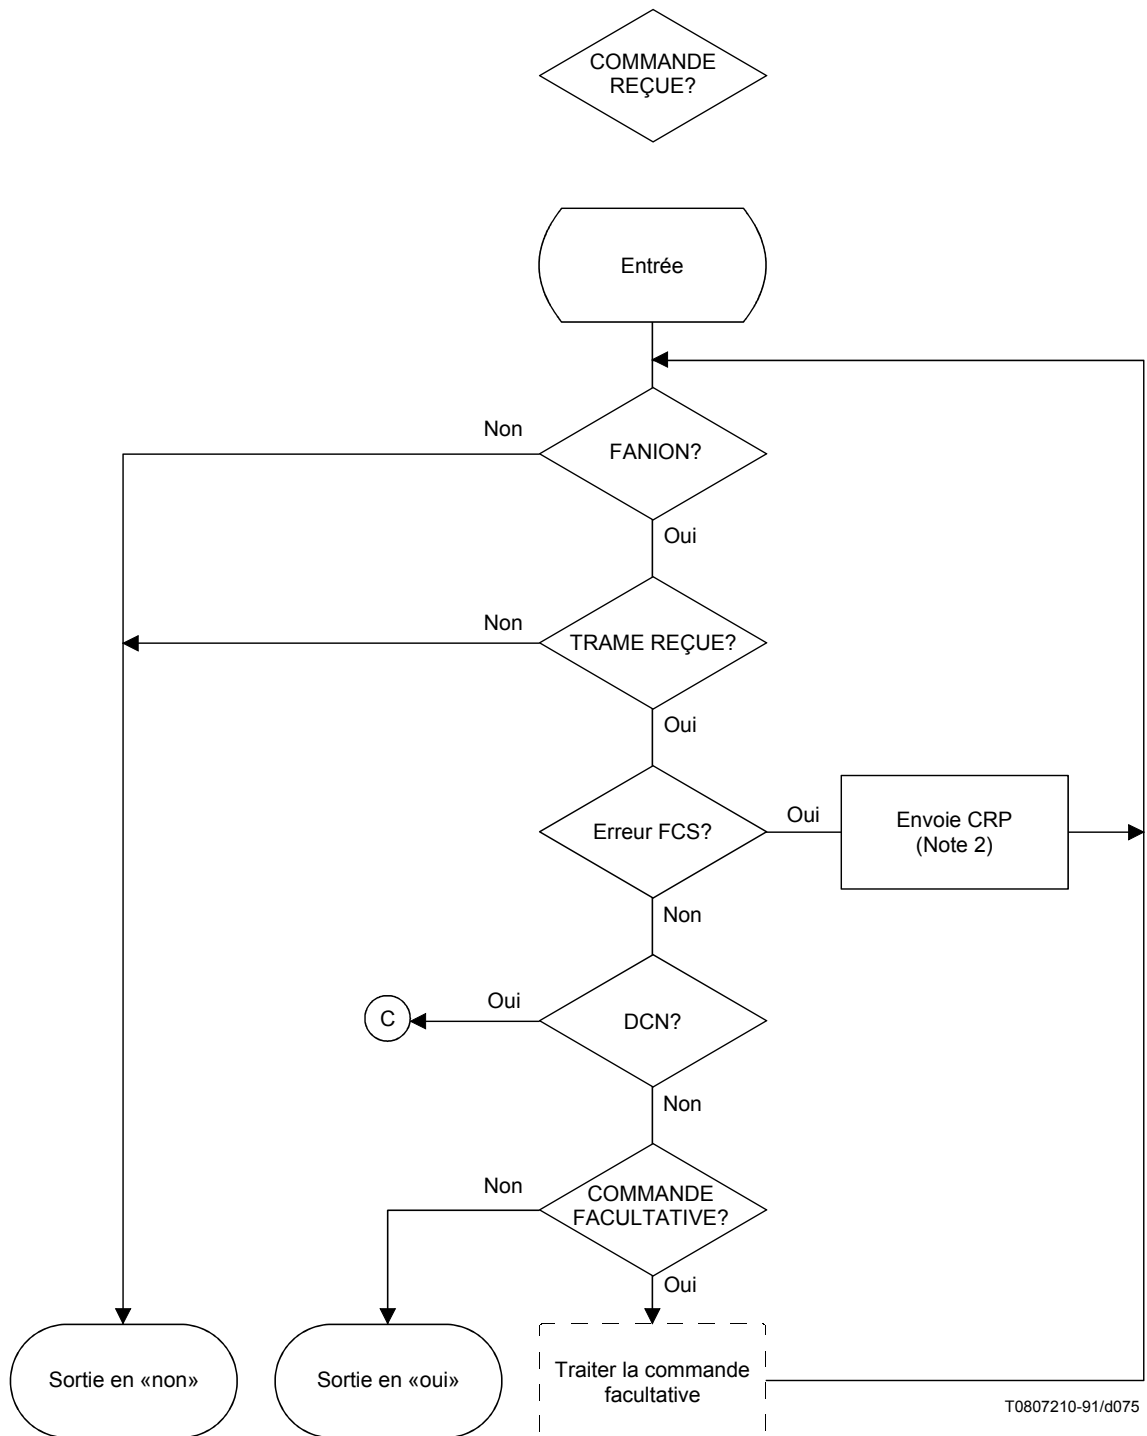 COMMANDE
REÇUE?
Entrée
Non
FANION?
Oui
Non
TRAME REÇUE?
Oui
Erreur FCS?
Oui
Envoie CRP
(Note 2)
Non
C
Oui
DCN?
Non
Non
COMMANDE
FACULTATIVE?
Oui
Sortie en «non»
Sortie en «oui»
Traiter la commande
facultative
T0807210-91/d075